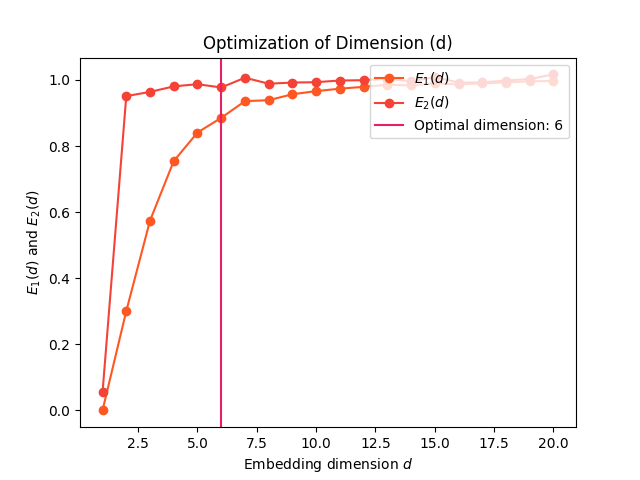 Optimization of Dimension (d)
E₁(d) and E₂(d)
1.0
0.8
0.6
0.4
0.2
0.0
E₁(d)
E₂(d)
Optimal dimension: 6
2.5 5.0 7.5 10.0 12.5 15.0 17.5 20.0
Embedding dimension d